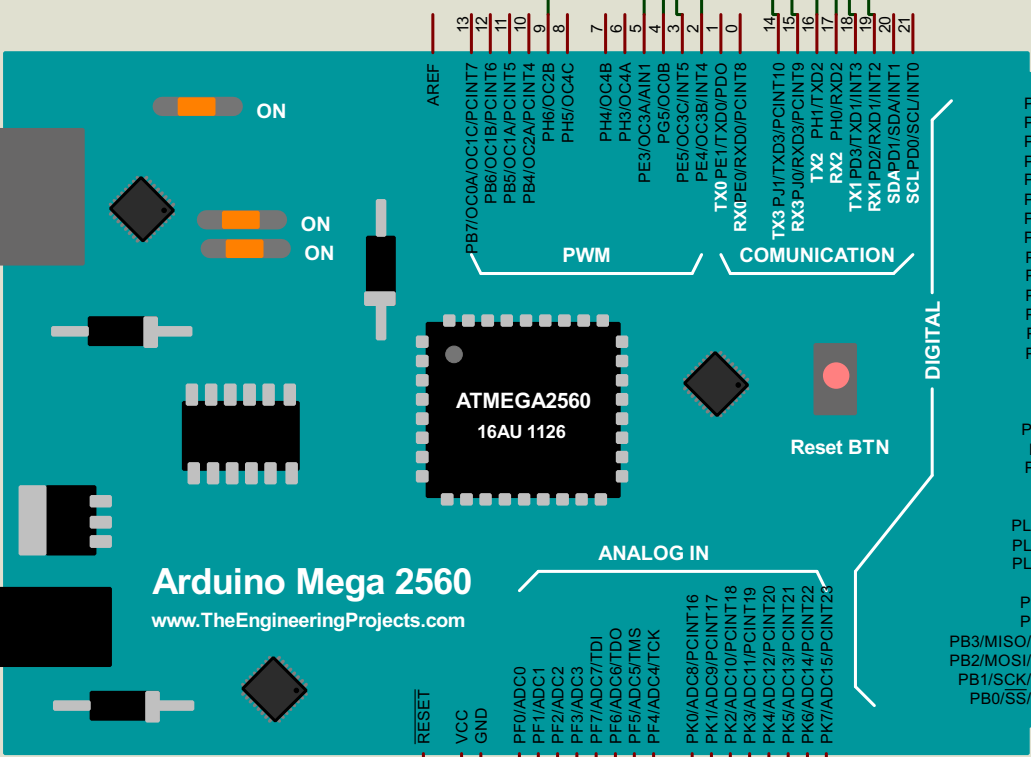 13
12
11
10
9
8
7
6
5
4
3
2
1
0
14
15
16
17
18
19
20
21
AREF
PB7/OC0A/OC1C/PCINT7
PB6/OC1B/PCINT6
PB5/OC1A/PCINT5
PB4/OC2A/PCINT4
PH6/OC2B
PH5/OC4C
PH4/OC4B
PH3/OC4A
PE3/OC3A/AIN1
PG5/OC0B
PE5/OC3C/INT5
PE4/OC3B/INT4
TX0 PE1/TXD0/PDO
RX0 PE0/RXD0/PCINT8
TX3 PJ1/TXD3/PCINT10
RX3 PJ0/RXD3/PCINT9
TX2 PH1/TXD2
RX2 PH0/RXD2
TX1 PD3/TXD1/INT3
RX1 PD2/RXD1/INT2
SDA PD1/SDA/INT1
SCL PD0/SCL/INT0
ON
ON
ON
PWM
COMUNICATION
DIGITAL
ATMEGA2560
16AU 1126
Reset BTN
ANALOG IN
Arduino Mega 2560
www.TheEngineeringProjects.com
PL
PL
PL
P
P
PB3/MISO/
PB2/MOSI/
PB1/SCK/
PB0/SS/
RESET
VCC
GND
PF0/ADC0
PF1/ADC1
PF2/ADC2
PF3/ADC3
PF7/ADC7/TDI
PF6/ADC6/TDO
PF5/ADC5/TMS
PF4/ADC4/TCK
PK0/ADC8/PCINT16
PK1/ADC9/PCINT17
PK2/ADC10/PCINT18
PK3/ADC11/PCINT19
PK4/ADC12/PCINT20
PK5/ADC13/PCINT21
PK6/ADC14/PCINT22
PK7/ADC15/PCINT23